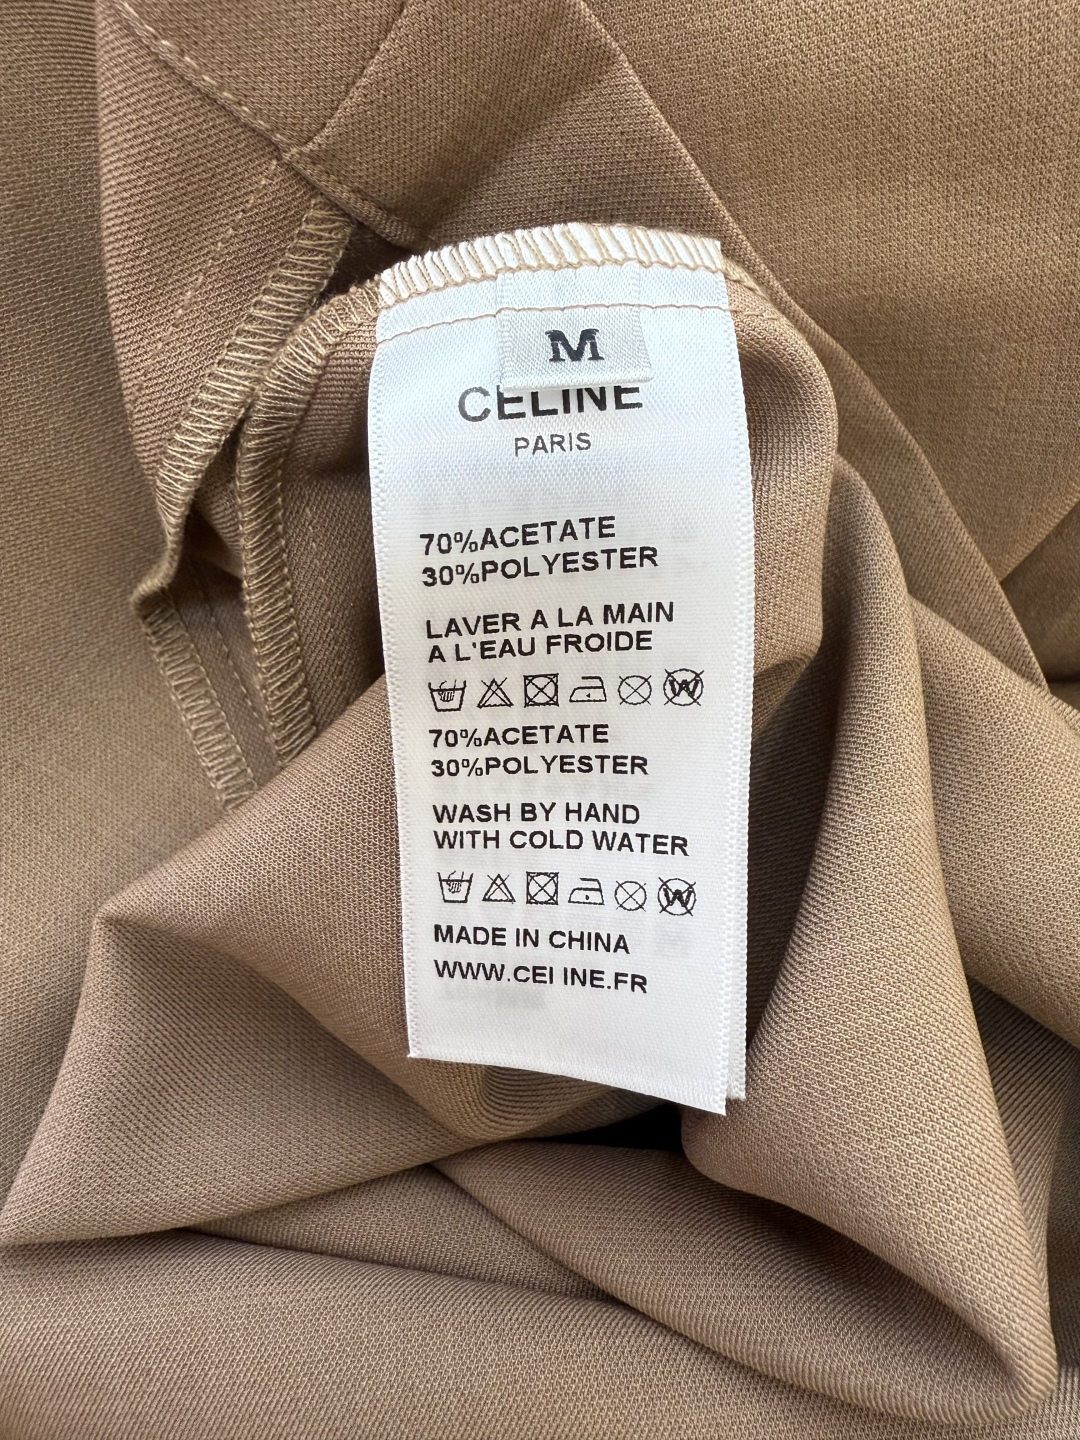 M
CELINE
PARIS
70%ACETATE
30%POLYESTER
LAVER A LA MAIN
A L'EAU FROIDE
W
70%ACETATE
30%POLYESTER
WASH BY HAND
WITH COLD WATER
W
MADE IN CHINA
WWW.CEI INE.FR